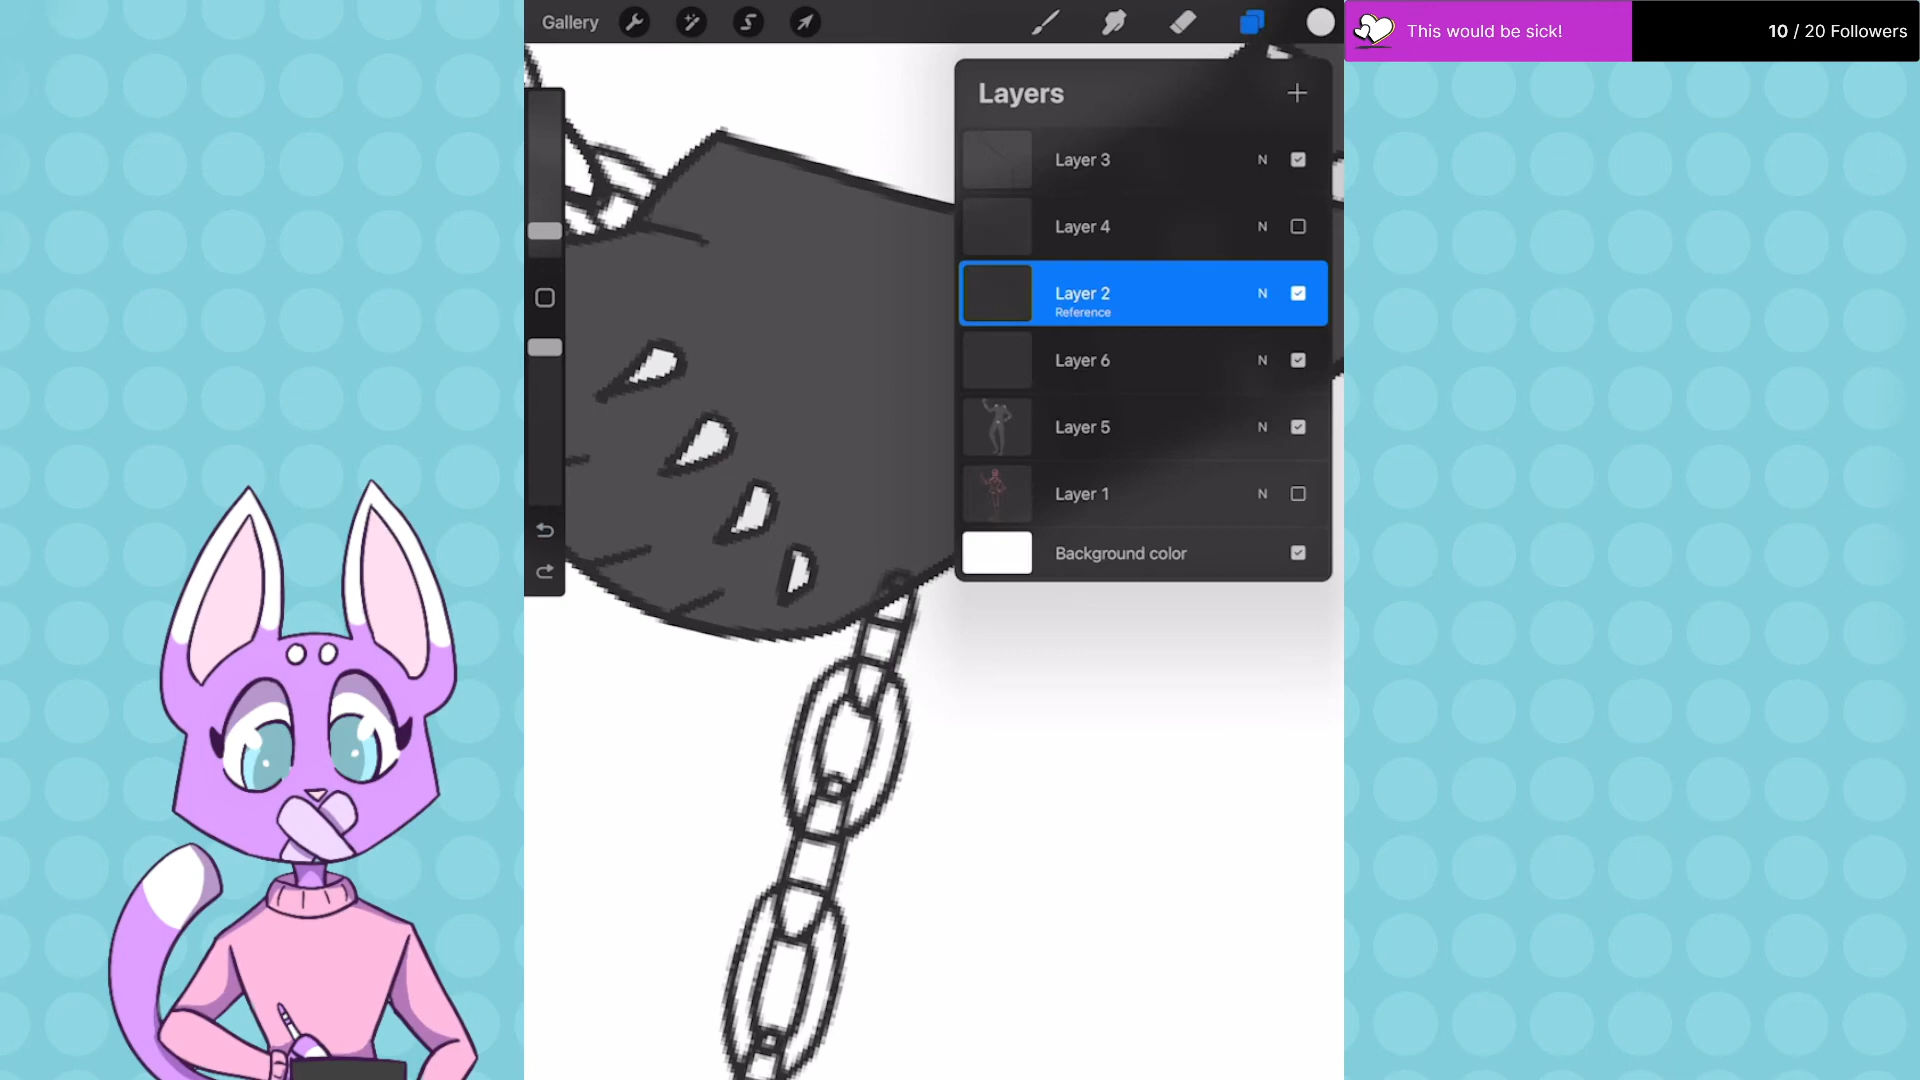 Gallery
This would be sick!
10 / 20 Followers
Layers
Layer 3 N
Layer 4 N
Layer 2 N
Reference
Layer 6 N
Layer 5 N
Layer 1 N
Background color